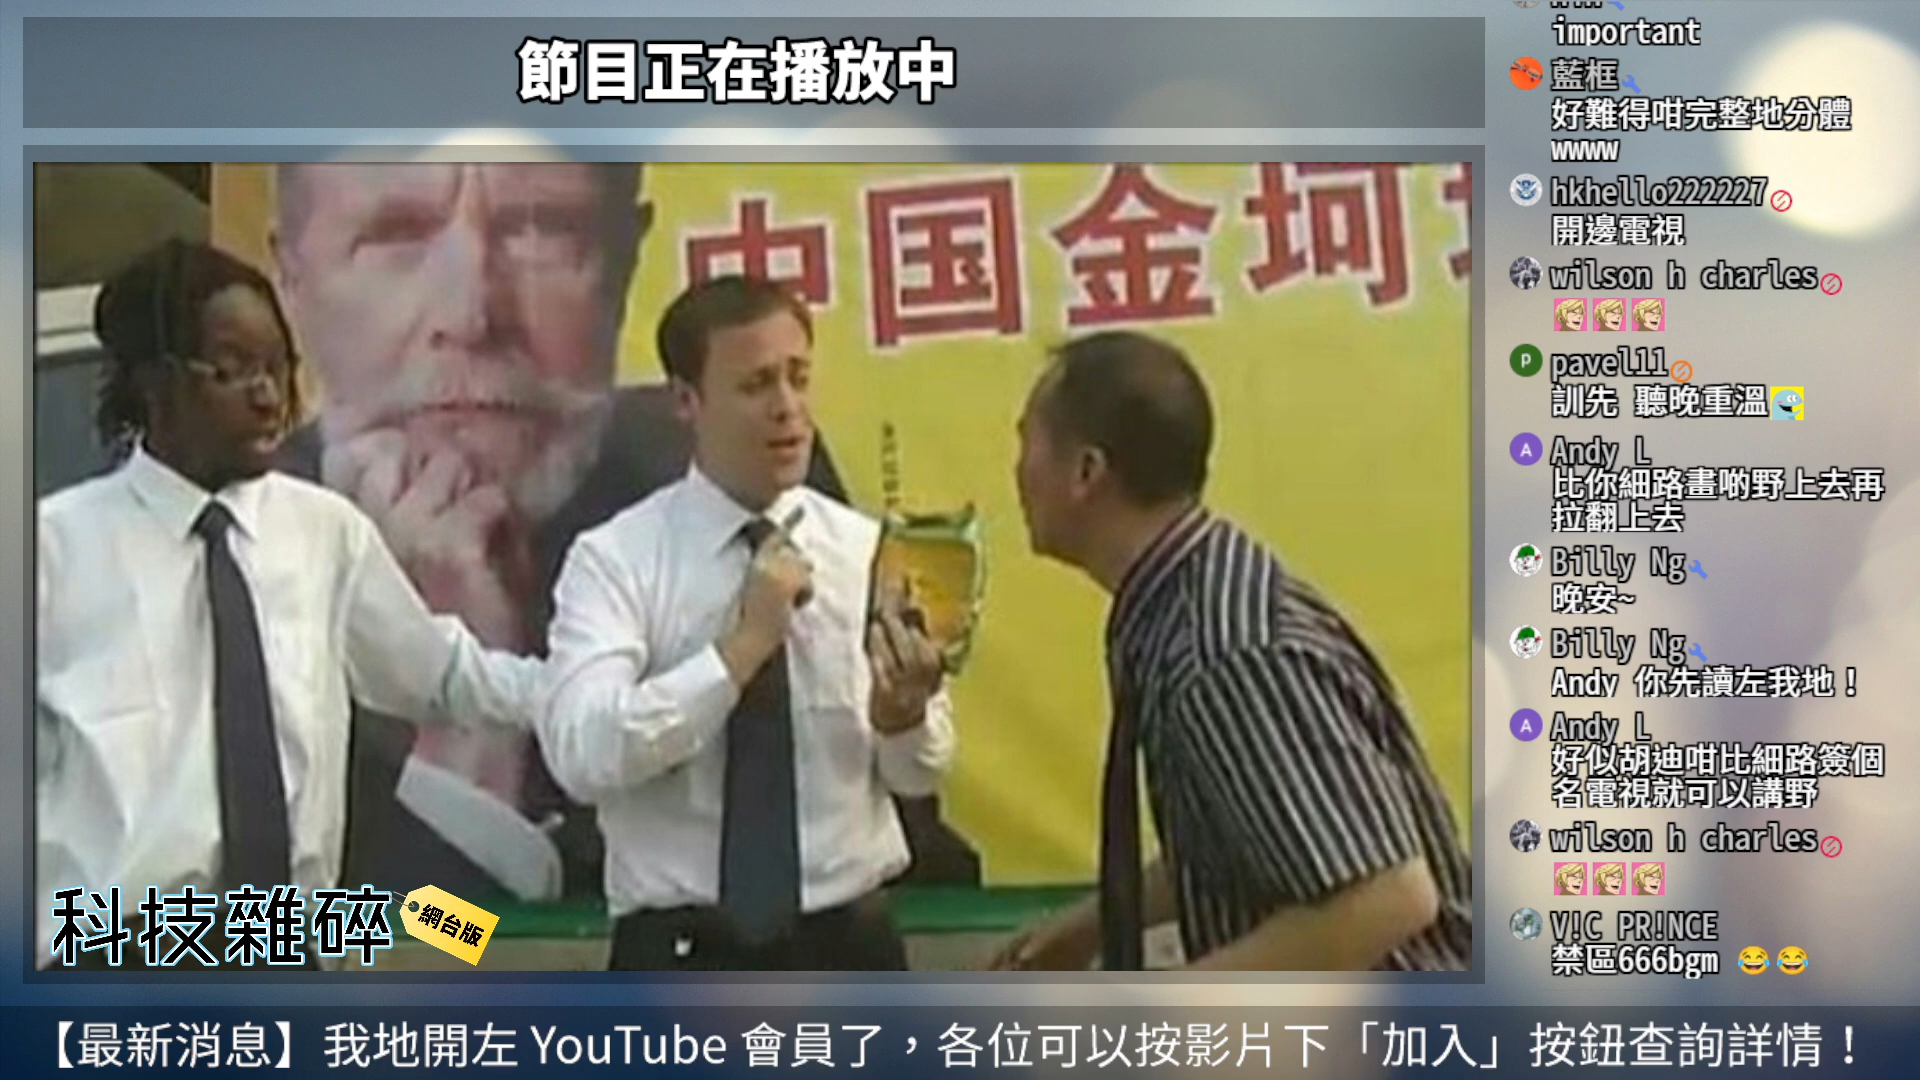 節目正在播放中
中国金坷
科技雜碎
網台版
important
藍框
好難得咁完整地分體
wwww
hkhello222227
開邊電視
wilson h charles
pavel11
訓先 聽晚重溫
Andy L
比你細路畫啲野上去再
拉翻上去
Billy Ng
晚安~
Billy Ng
Andy 你先讀左我地！
Andy L
好似胡迪咁比細路簽個
名電視就可以講野
wilson h charles
V!C PR!NCE
禁區666bgm 😂😂
【最新消息】我地開左 YouTube 會員了，各位可以按影片下「加入」按鈕查詢詳情！